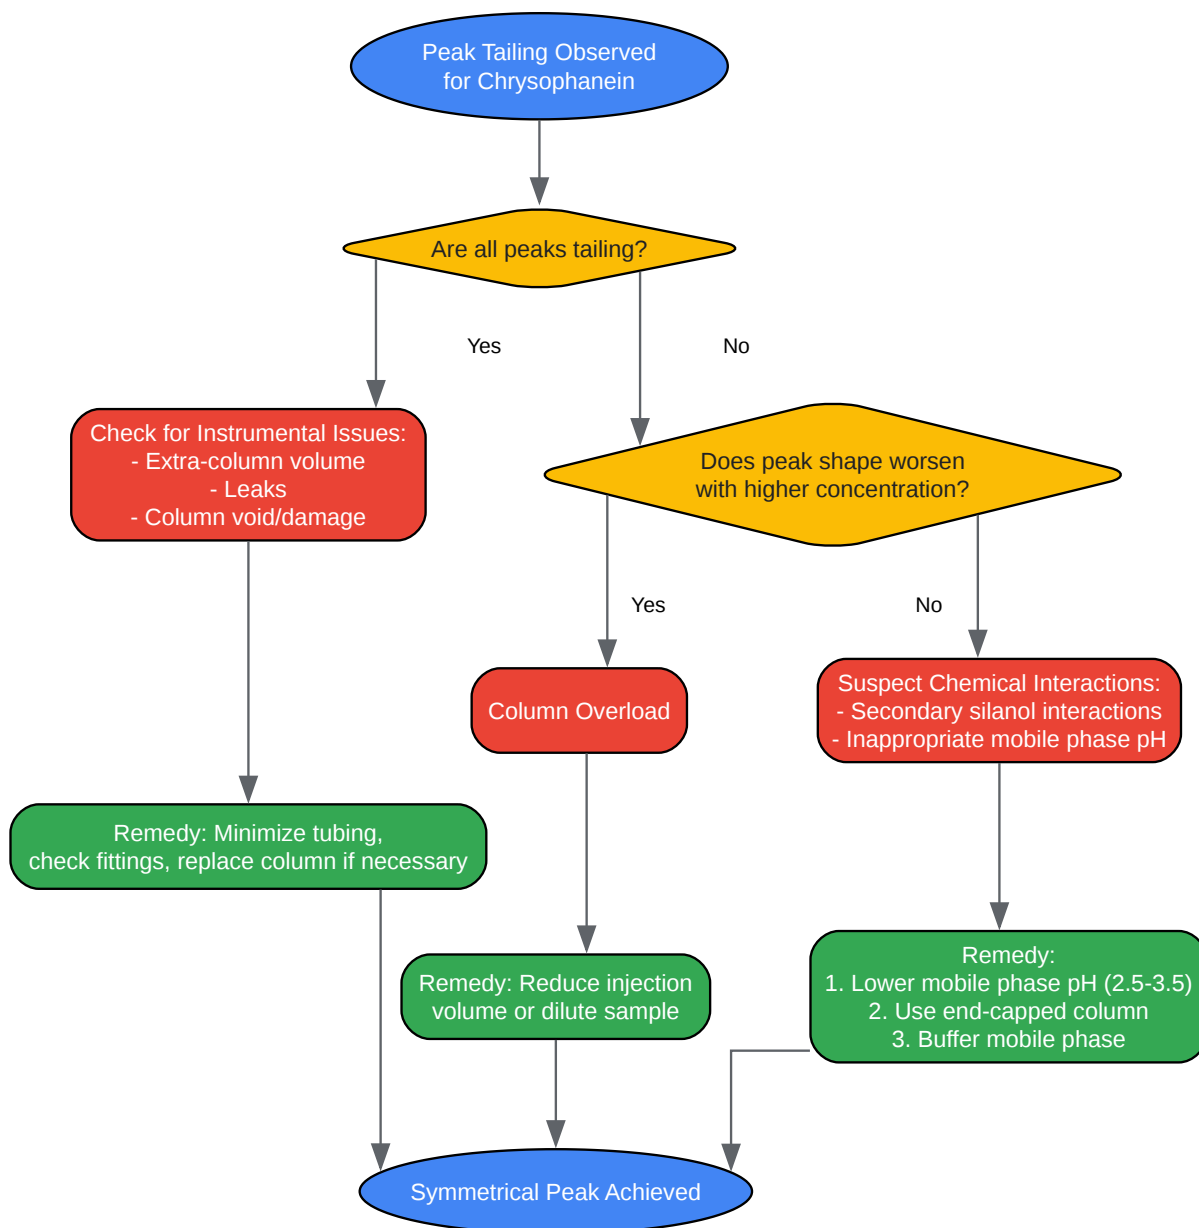 Peak Tailing Observed
for Chrysophanein
Are all peaks tailing?
Yes
No
Check for Instrumental Issues:
- Extra-column volume
- Leaks
- Column void/damage
Does peak shape worsen
with higher concentration?
Yes
No
Column Overload
Suspect Chemical Interactions:
- Secondary silanol interactions
- Inappropriate mobile phase pH
Remedy: Minimize tubing,
check fittings, replace column if necessary
Remedy: Reduce injection
volume or dilute sample
Remedy:
1. Lower mobile phase pH (2.5-3.5)
2. Use end-capped column
3. Buffer mobile phase
Symmetrical Peak Achieved